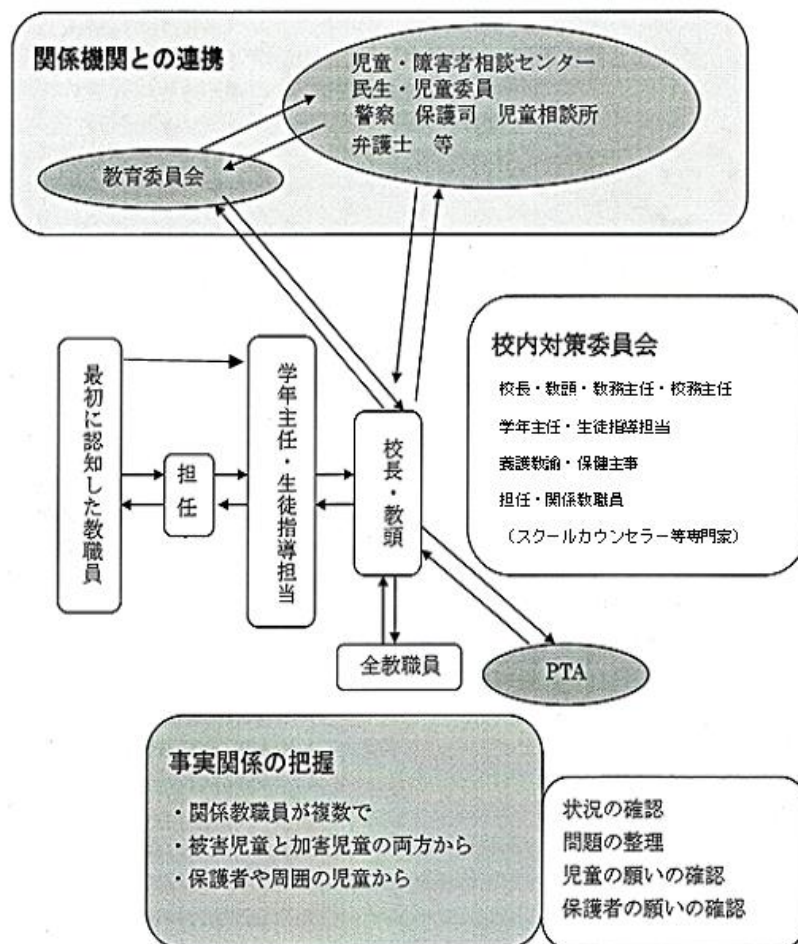 関係機関との連携
児童・障害者相談センター
民生・児童委員
警察 保護司 児童相談所
弁護士 等
教育委員会
最初に認知した教職員
担任
学年主任・生徒指導担当
校長・教頭
校内対策委員会
校長・教頭・教務主任・校務主任
学年主任・生徒指導担当
養護教諭・保健主事
担任・関係教職員
（スクールカウンセラー等専門家）
全教職員
PTA
事実関係の把握
・関係教職員が複数で
・被害児童と加害児童の両方から
・保護者や周囲の児童から
状況の確認
問題の整理
児童の願いの確認
保護者の願いの確認